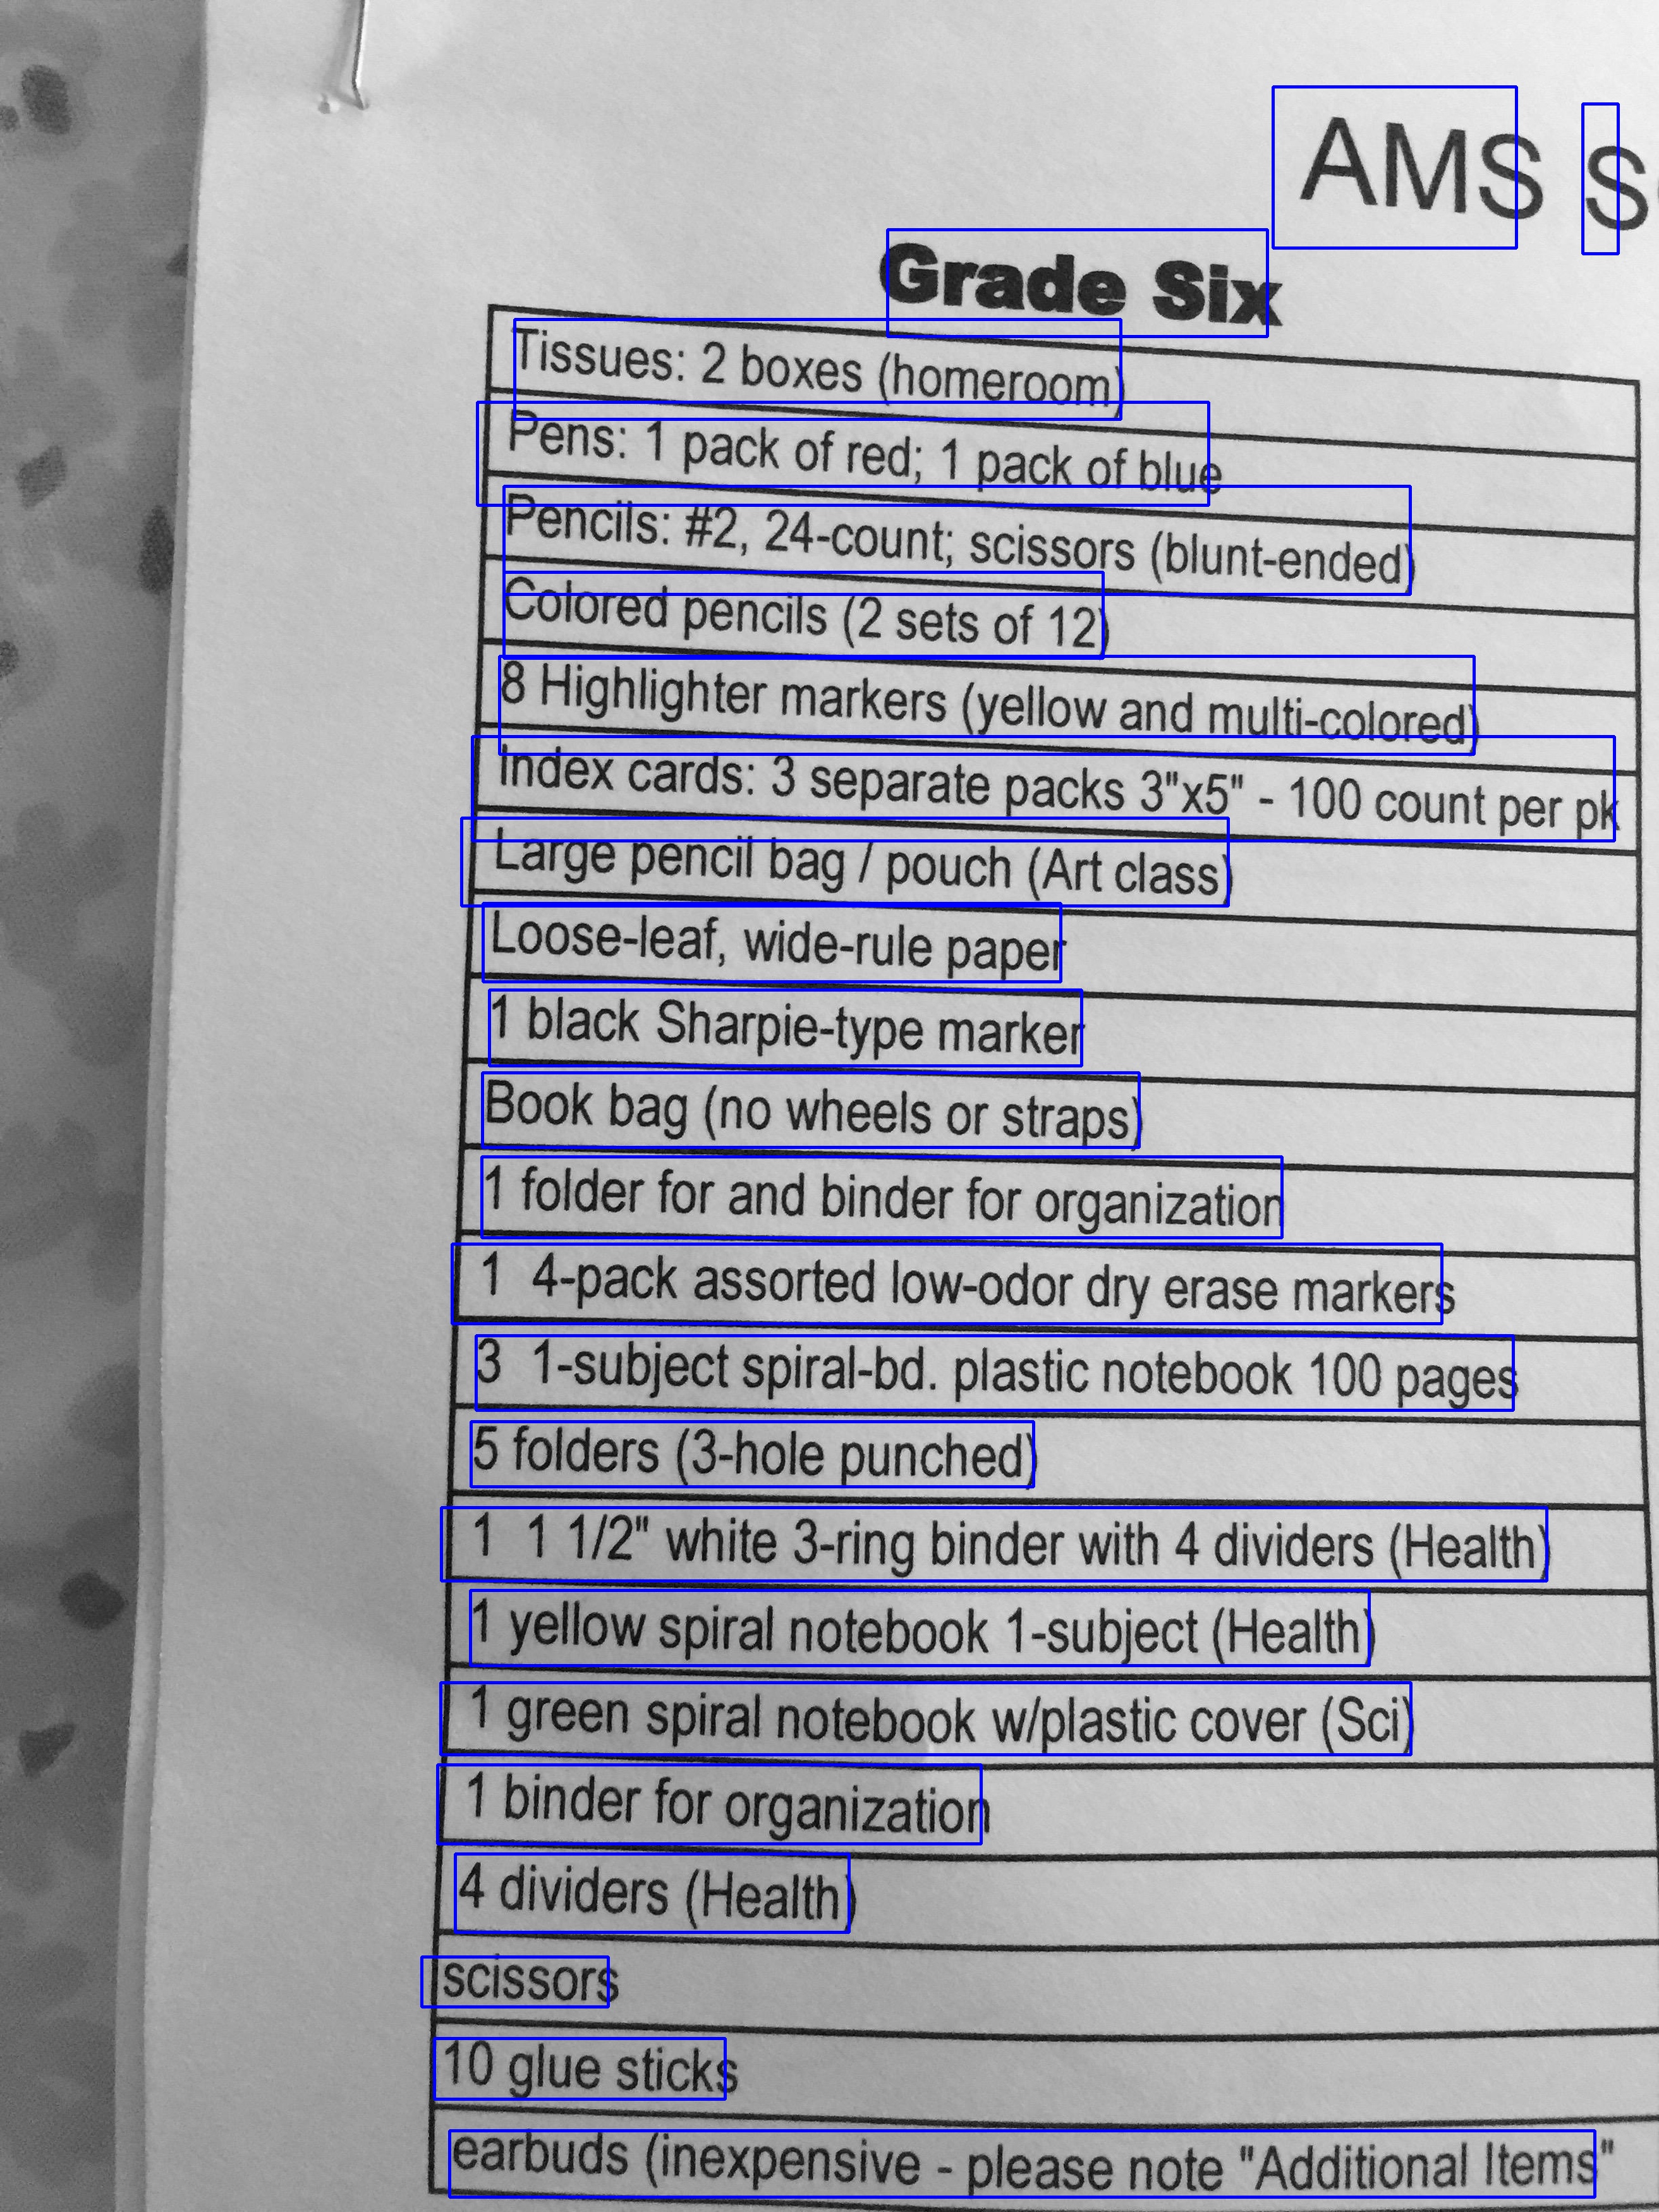 AMS S
Grade Six
Tissues: 2 boxes (homeroom)
Pens: 1 pack of red; 1 pack of blue
Pencils: #2, 24-count; scissors (blunt-ended)
Colored pencils (2 sets of 12)
8 Highlighter markers (yellow and multi-colored)
Index cards: 3 separate packs 3"x5" - 100 count per pk
Large pencil bag / pouch (Art class)
Loose-leaf, wide-rule paper
1 black Sharpie-type marker
Book bag (no wheels or straps)
1 folder for and binder for organization
1 4-pack assorted low-odor dry erase markers
3 1-subject spiral-bd. plastic notebook 100 pages
5 folders (3-hole punched)
1 1 1/2" white 3-ring binder with 4 dividers (Health)
1 yellow spiral notebook 1-subject (Health)
1 green spiral notebook w/plastic cover (Sci)
1 binder for organization
4 dividers (Health)
scissors
10 glue sticks
earbuds (inexpensive - please note "Additional Items"